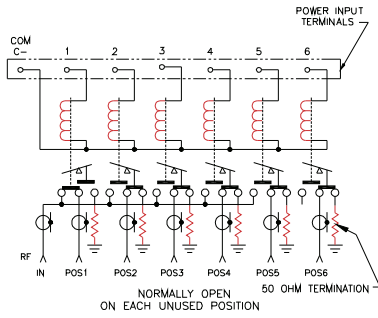 POWER INPUT
TERMINALS
COM
C-
1 2 3 4 5 6
RF
IN POS1 POS2 POS3 POS4 POS5 POS6
50 OHM TERMINATION
NORMALLY OPEN
ON EACH UNUSED POSITION